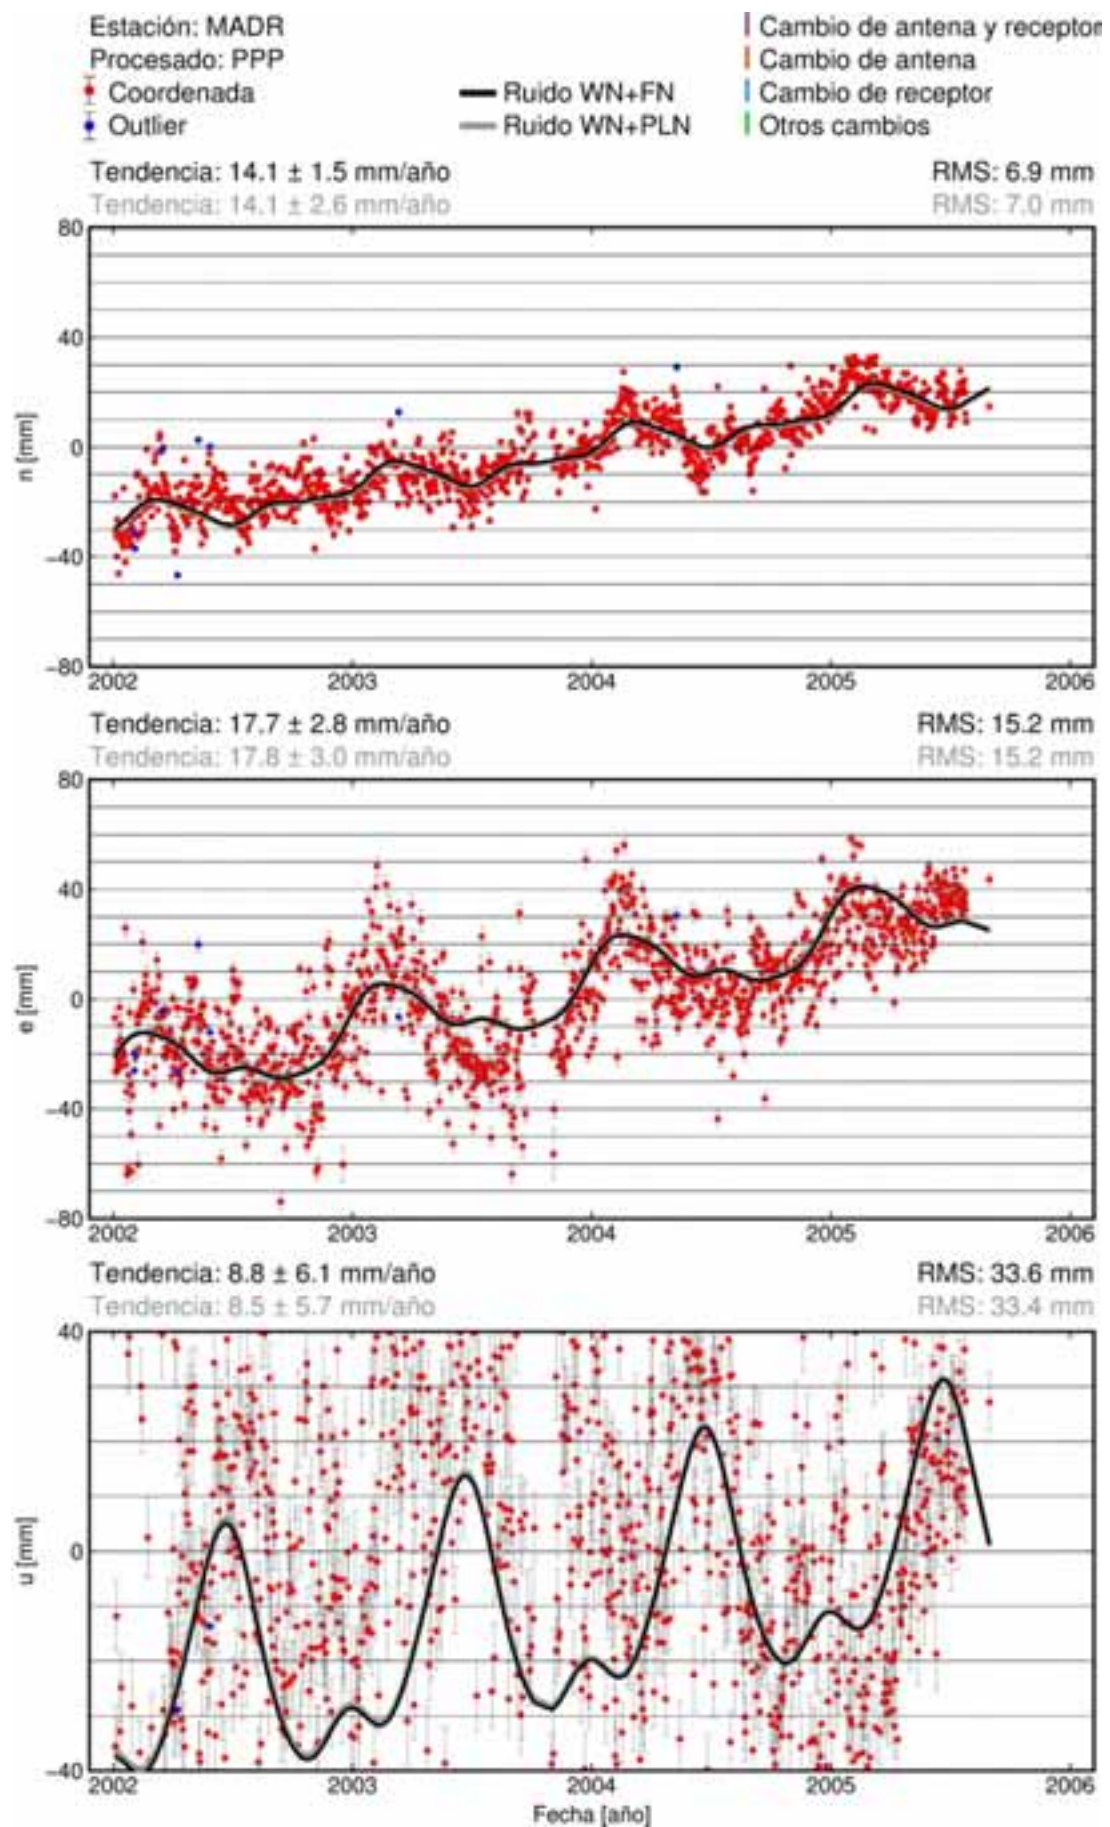 Estación: MADR
Procesado: PPP
Coordenada
Outlier
Ruido WN+FN
Ruido WN+PLN
Cambio de antena y receptor
Cambio de antena
Cambio de receptor
Otros cambios
Tendencia: 14.1 ± 1.5 mm/año RMS: 6.9 mm
Tendencia: 14.1 ± 2.6 mm/año RMS: 7.0 mm
80
40
0
−40
−80
n [mm]
2002 2003 2004 2005 2006
Tendencia: 17.7 ± 2.8 mm/año RMS: 15.2 mm
Tendencia: 17.8 ± 3.0 mm/año RMS: 15.2 mm
80
40
0
−40
−80
e [mm]
2002 2003 2004 2005 2006
Tendencia: 8.8 ± 6.1 mm/año RMS: 33.6 mm
Tendencia: 8.5 ± 5.7 mm/año RMS: 33.4 mm
40
0
−40
u [mm]
2002 2003 2004 2005 2006
Fecha [año]